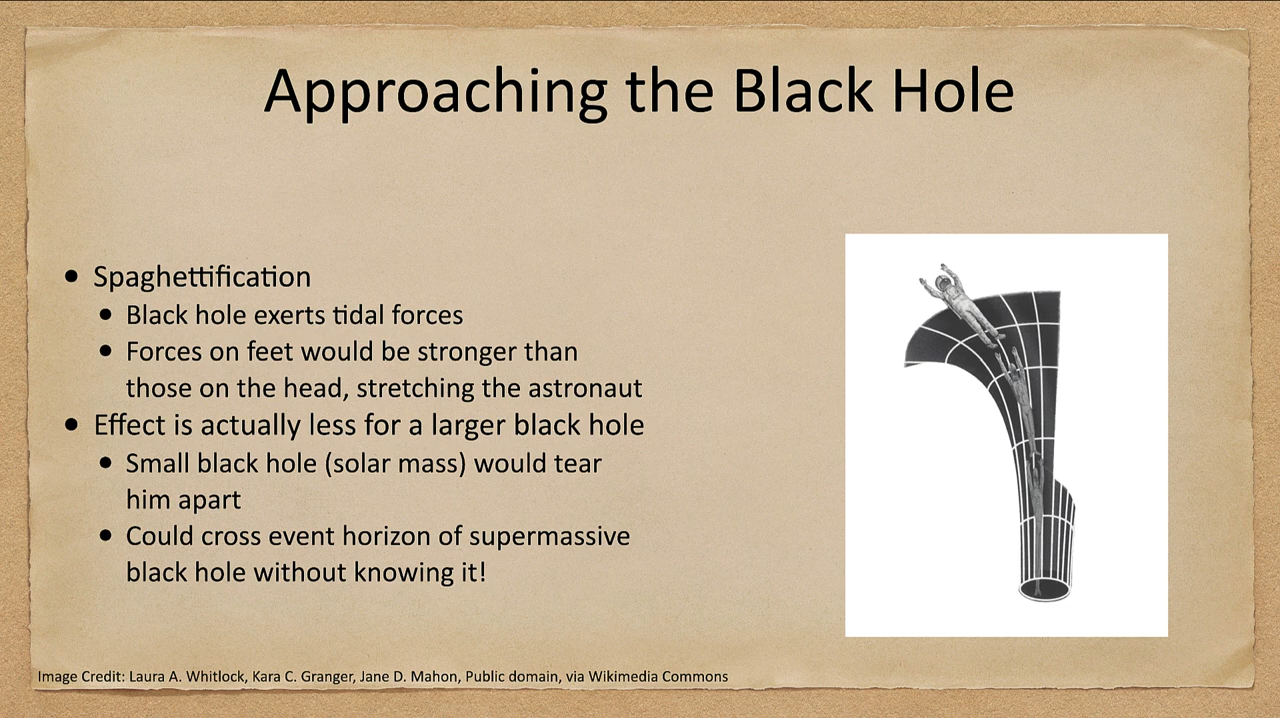 Approaching the Black Hole
• Spaghettification
• Black hole exerts tidal forces
• Forces on feet would be stronger than
those on the head, stretching the astronaut
• Effect is actually less for a larger black hole
• Small black hole (solar mass) would tear
him apart
• Could cross event horizon of supermassive
black hole without knowing it!
Image Credit: Laura A. Whitlock, Kara C. Granger, Jane D. Mahon, Public domain, via Wikimedia Commons